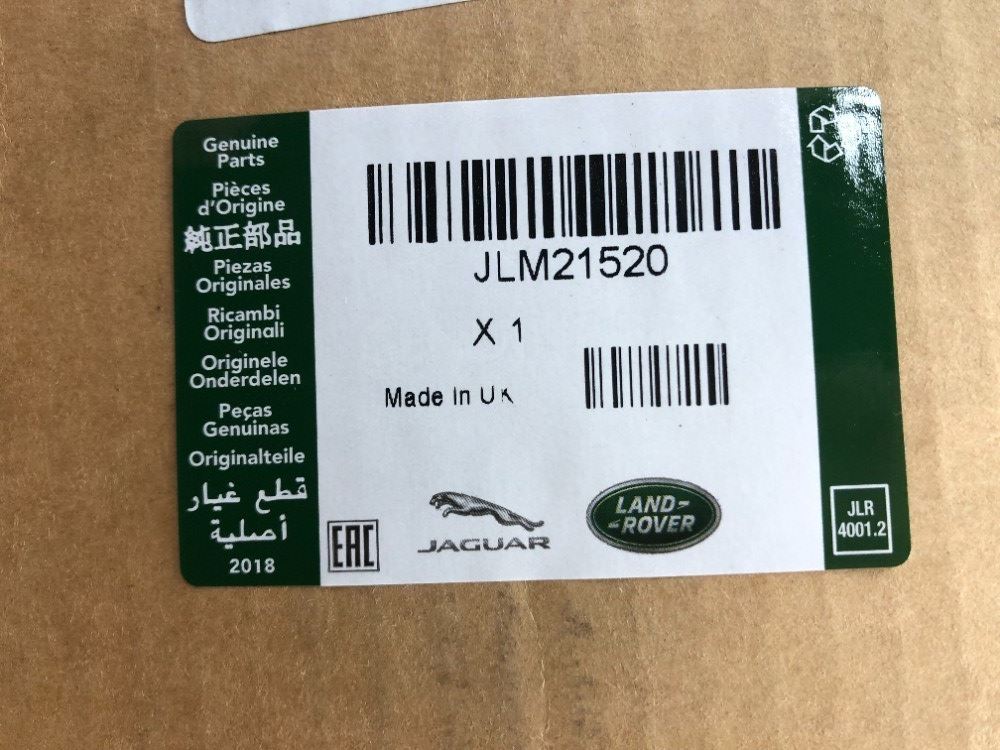 Genuine
Parts
Pièces
d'Origine
純正部品
Piezas
Originales
Ricambi
Originali
Originele
Onderdelen
Peças
Genuinas
Originalteile
قطع غيار
أصلية
2018
JLM21520
X 1
Made In UK
EAC
JAGUAR
LAND-
-ROVER
JLR
4001.2